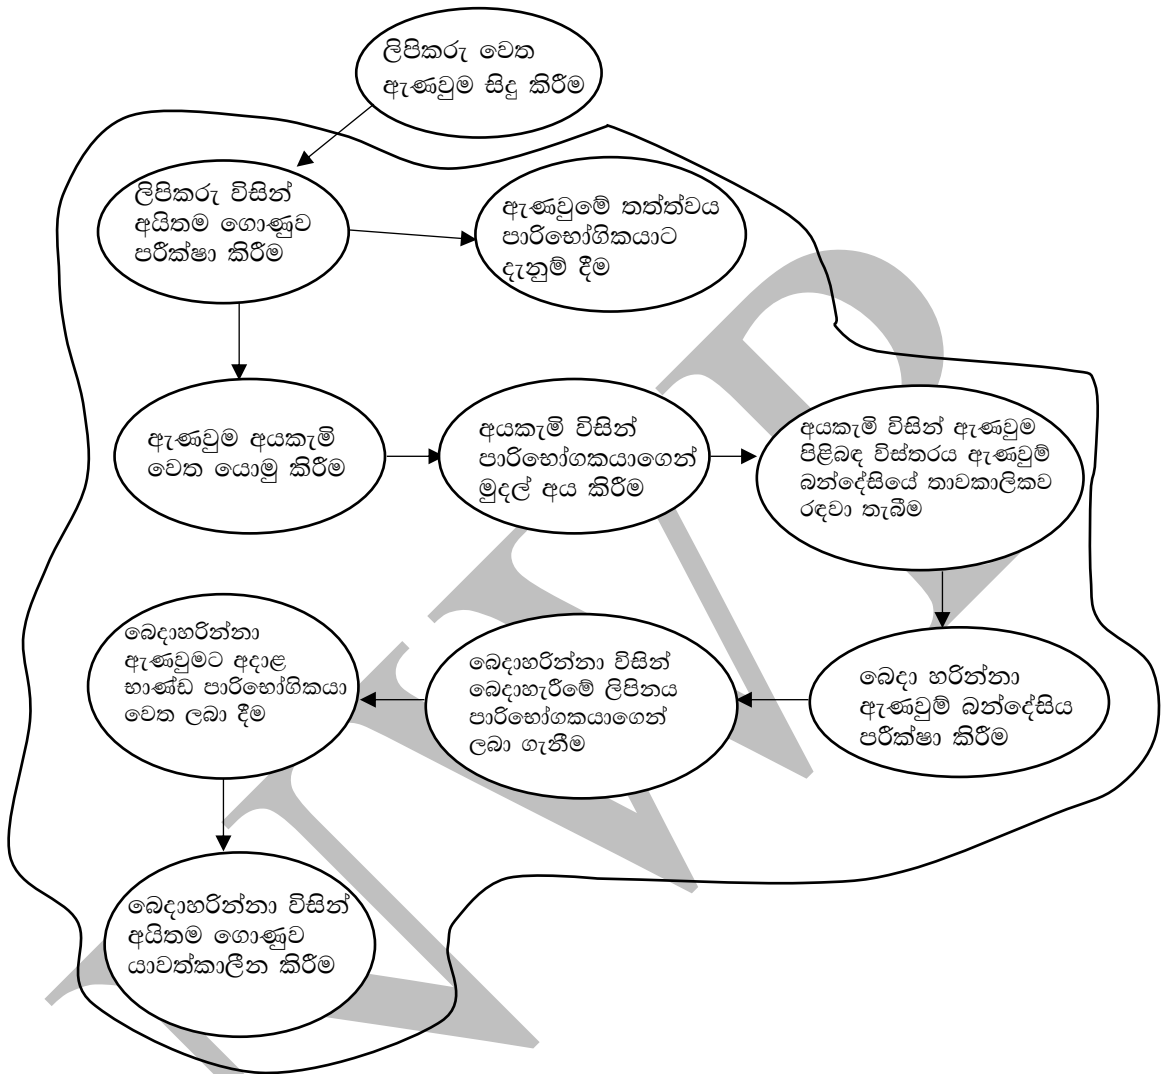 ලිපිකරු වෙත
ඇණවුම සිදු කිරීම
ලිපිකරු විසින්
අයිතම ගොණුව
පරීක්ෂා කිරීම
ඇණවුමේ තත්ත්වය
පාරිභෝගිකයාට
දැනුම් දීම
ඇණවුම අයකැමි
වෙත යොමු කිරීම
අයකැමි විසින්
පාරිභෝගකයාගෙන්
මුදල් අය කිරීම
අයකැමි විසින් ඇණවුම
පිළිබඳ විස්තරය ඇණවුම්
බන්දේසියේ තාවකාලිකව
රඳවා තැබීම
බෙදා හරින්නා
ඇණවුම් බන්දේසිය
පරීක්ෂා කිරීම
බෙදාහරින්නා විසින්
බෙදාහැරීමේ ලිපිනය
පාරිභෝගකයාගෙන්
ලබා ගැනීම
බෙදාහරින්නා
ඇණවුමට අදාළ
භාණ්ඩ පාරිභෝගිකයා
වෙත ලබා දීම
බෙදාහරින්නා විසින්
අයිතම ගොණුව
යාවත්කාලීන කිරීම